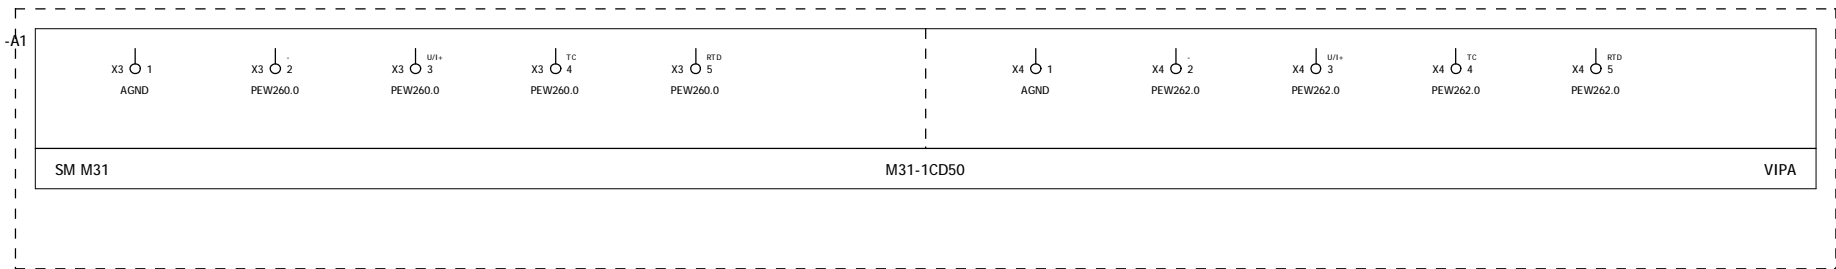 -A1
- U/I+ TC RTD - U/I+ TC RTD
X3 1 X3 2 X3 3 X3 4 X3 5 X4 1 X4 2 X4 3 X4 4 X4 5
AGND PEW260.0 PEW260.0 PEW260.0 PEW260.0 AGND PEW262.0 PEW262.0 PEW262.0 PEW262.0
SM M31 M31-1CD50 VIPA